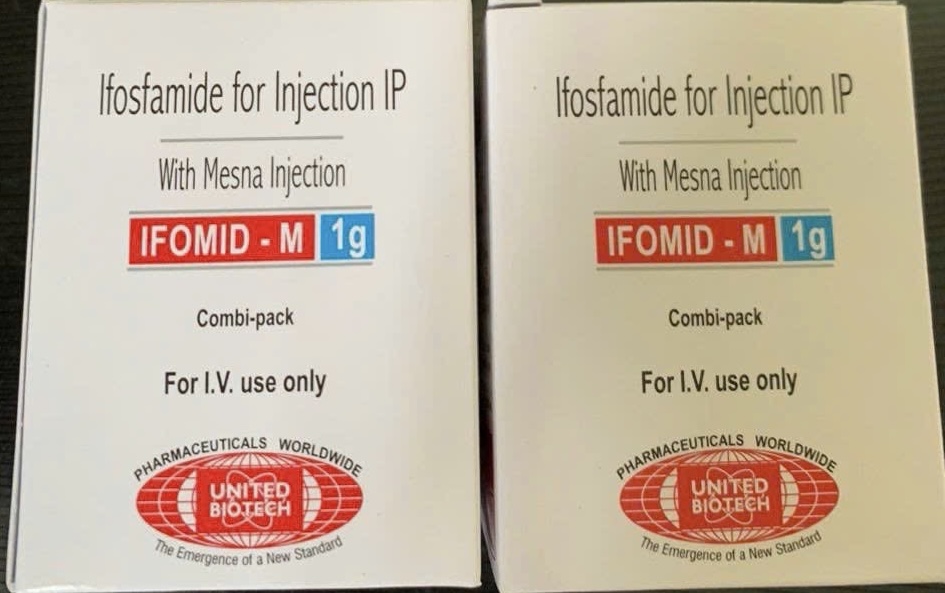 Ifosfamide for Injection IP
With Mesna Injection
IFOMID - M 1g
Combi-pack
For I.V. use only
PHARMACEUTICALS WORLDWIDE
UNITED
BIOTECH
The Emergence of a New Standard
Ifosfamide for Injection IP
With Mesna Injection
IFOMID - M 1g
Combi-pack
For I.V. use only
PHARMACEUTICALS WORLDWIDE
UNITED
BIOTECH
The Emergence of a New Standard